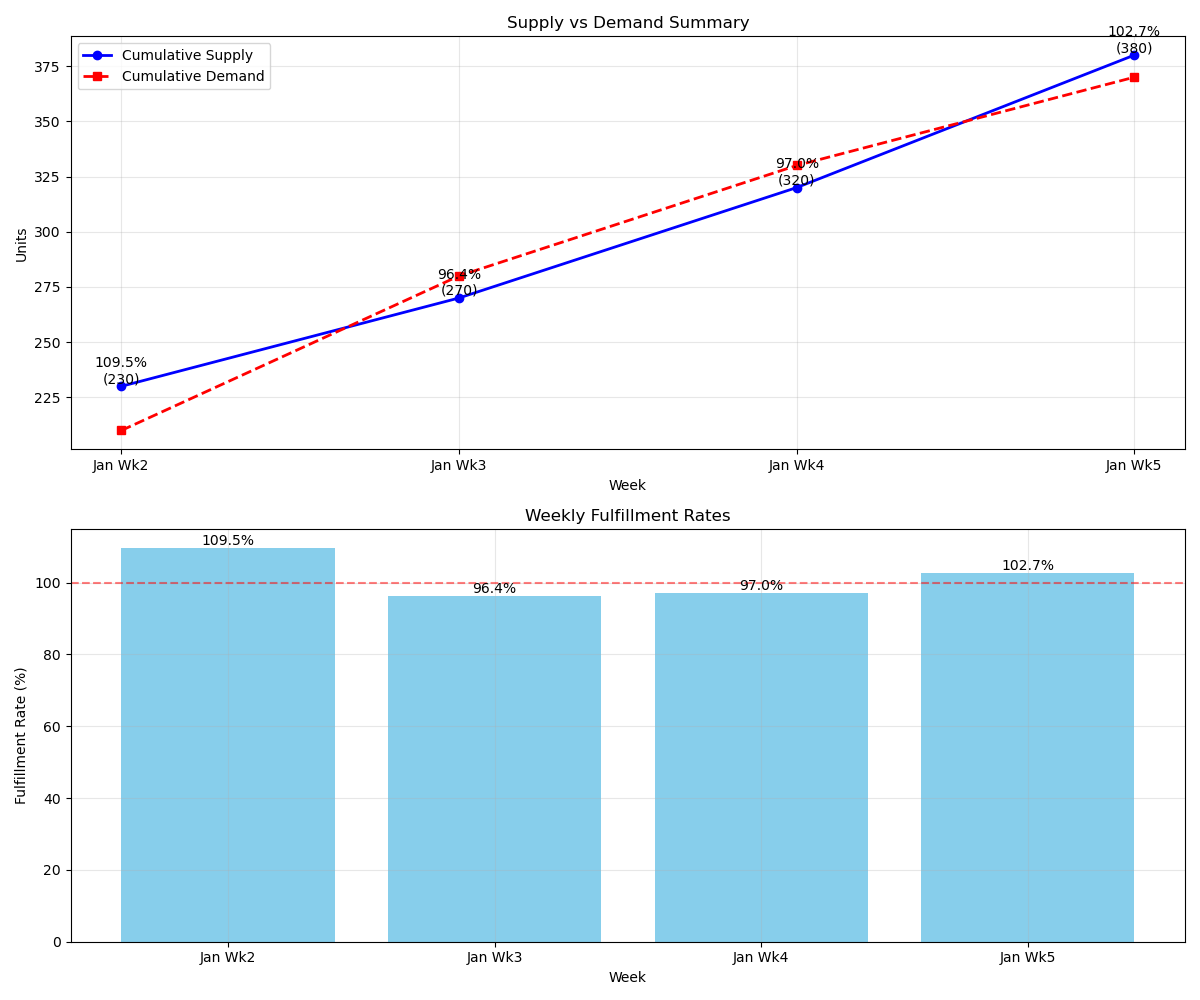 Supply vs Demand Summary
102.7%
(380)
Cumulative Supply
Cumulative Demand
375
350
325
300
275
250
225
Units
97.0%
(320)
96.4%
(270)
109.5%
(230)
Jan Wk2 Jan Wk3 Jan Wk4 Jan Wk5
Week
Weekly Fulfillment Rates
109.5%
96.4%
97.0%
102.7%
100
80
60
40
20
0
Fulfillment Rate (%)
Jan Wk2 Jan Wk3 Jan Wk4 Jan Wk5
Week